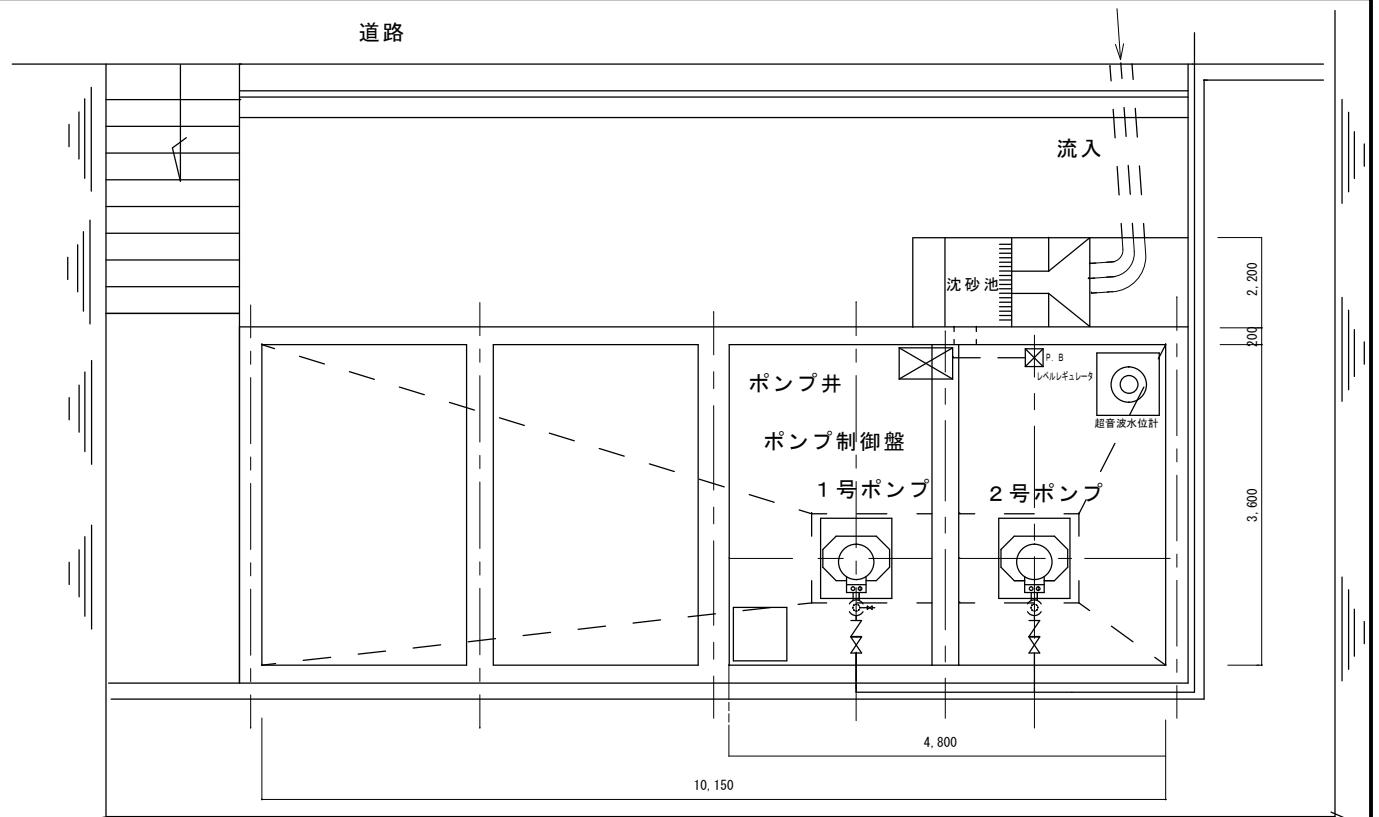 道路
流入
沈砂池
2,200
200
P.B
レベルレギュレータ
ポンプ井
超音波水位計
ポンプ制御盤
1号ポンプ
2号ポンプ
3,600
4,800
10,150